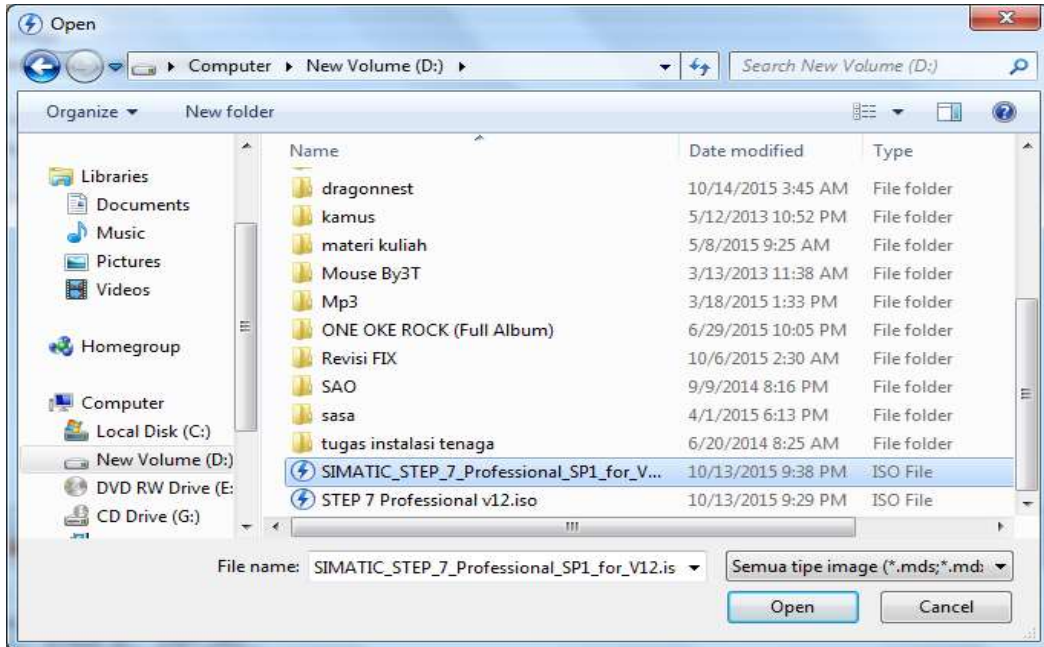 Open
Computer New Volume (D:)
Search New Volume (D:)
Organize New folder
Name Date modified Type
Libraries
Documents
Music
Pictures
Videos
Homegroup
Computer
Local Disk (C:)
New Volume (D:)
DVD RW Drive (E:
CD Drive (G:)
dragonnest 10/14/2015 3:45 AM File folder
kamus 5/12/2013 10:52 PM File folder
materi kuliah 5/8/2015 9:25 AM File folder
Mouse By3T 3/13/2013 11:38 AM File folder
Mp3 3/18/2015 1:33 PM File folder
ONE OKE ROCK (Full Album) 6/29/2015 10:05 PM File folder
Revisi FIX 10/6/2015 2:30 AM File folder
SAO 9/9/2014 8:16 PM File folder
sasa 4/1/2015 6:13 PM File folder
tugas instalasi tenaga 6/20/2014 8:25 AM File folder
SIMATIC_STEP_7_Professional_SP1_for_V... 10/13/2015 9:38 PM ISO File
STEP 7 Professional v12.iso 10/13/2015 9:29 PM ISO File
File name: SIMATIC_STEP_7_Professional_SP1_for_V12.is
Semua tipe image (*.mds;*.md
Open Cancel